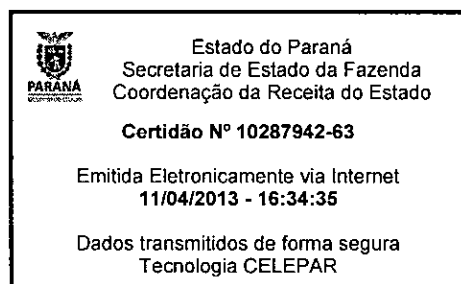 Estado do Paraná
Secretaria de Estado da Fazenda
PARANÁ
Coordenação da Receita do Estado
Certidão Nº 10287942-63
Emitida Eletronicamente via Internet
11/04/2013 - 16:34:35
Dados transmitidos de forma segura
Tecnologia CELEPAR